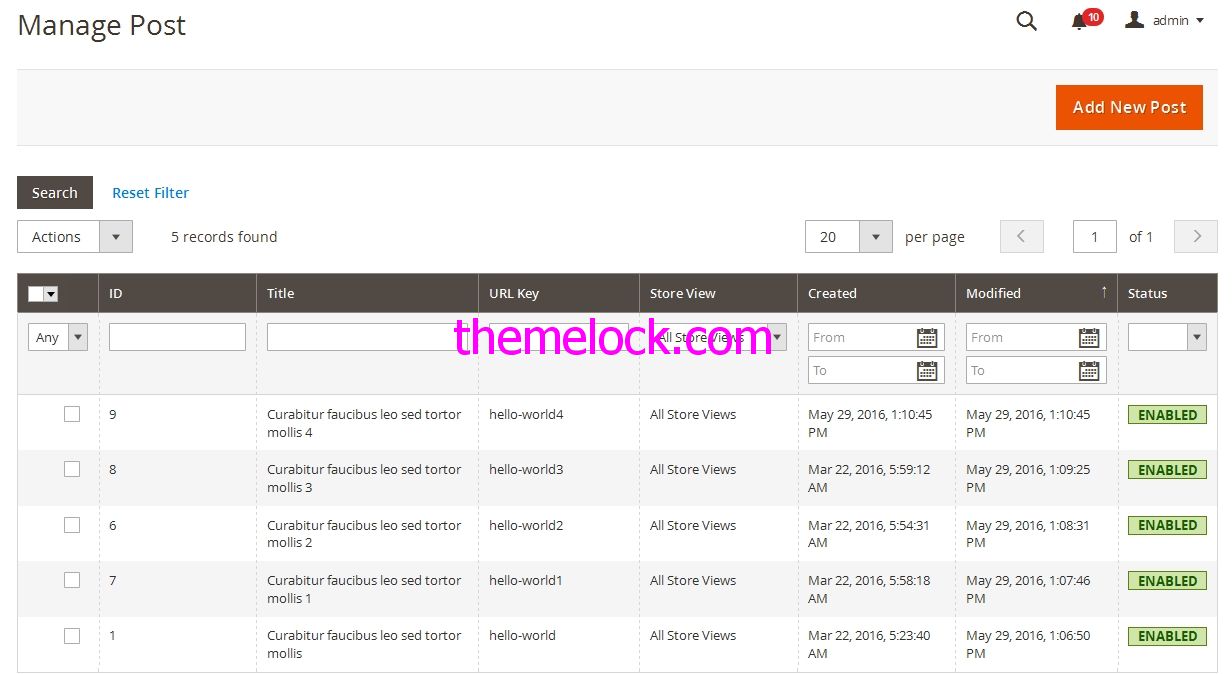 Manage Post
10
admin
Add New Post
Search
Reset Filter
Actions
5 records found
20
per page
1
of 1
ID
Title
URL Key
Store View
Created
Modified
↑
Status
Any
All Store Views
From
From
To
To
themelock.com
9
Curabitur faucibus leo sed tortor
mollis 4
hello-world4
All Store Views
May 29, 2016, 1:10:45
PM
May 29, 2016, 1:10:45
PM
ENABLED
8
Curabitur faucibus leo sed tortor
mollis 3
hello-world3
All Store Views
Mar 22, 2016, 5:59:12
AM
May 29, 2016, 1:09:25
PM
ENABLED
6
Curabitur faucibus leo sed tortor
mollis 2
hello-world2
All Store Views
Mar 22, 2016, 5:54:31
AM
May 29, 2016, 1:08:31
PM
ENABLED
7
Curabitur faucibus leo sed tortor
mollis 1
hello-world1
All Store Views
Mar 22, 2016, 5:58:18
AM
May 29, 2016, 1:07:46
PM
ENABLED
1
Curabitur faucibus leo sed tortor
mollis
hello-world
All Store Views
Mar 22, 2016, 5:23:40
AM
May 29, 2016, 1:06:50
PM
ENABLED